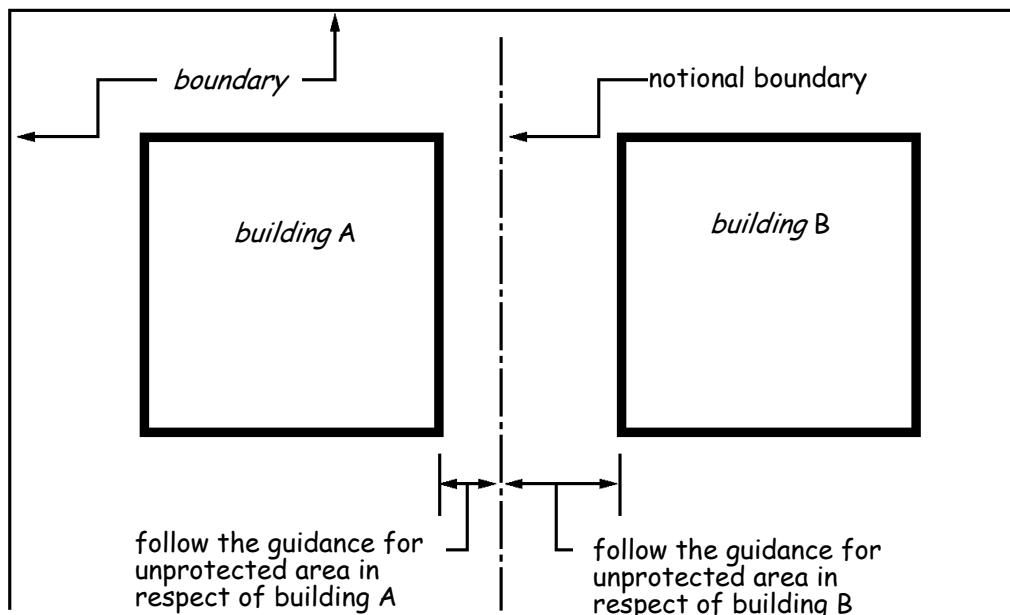 boundary
notional boundary
building A
building B
follow the guidance for
unprotected area in
respect of building A
follow the guidance for
unprotected area in
respect of building B